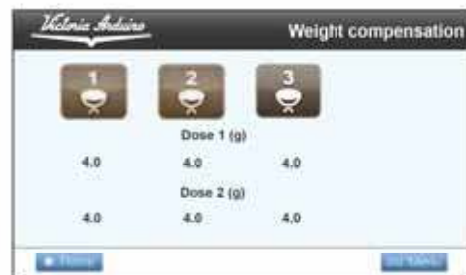 Victoria Arduino
Weight compensation
1 2 3
Dose 1 (g)
4.0 4.0 4.0
Dose 2 (g)
4.0 4.0 4.0